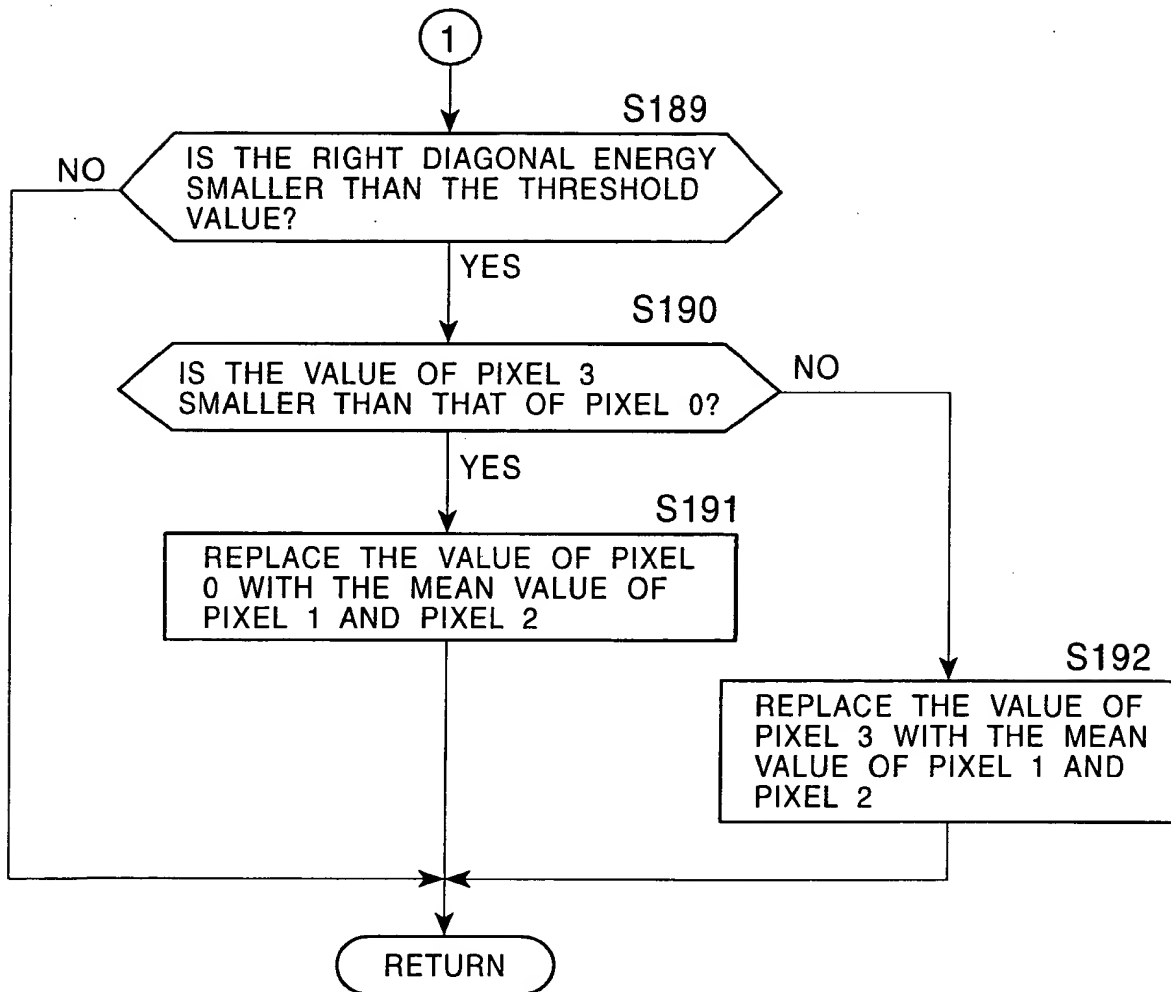 1
S189
NO
IS THE RIGHT DIAGONAL ENERGY
SMALLER THAN THE THRESHOLD
VALUE?
YES
S190
IS THE VALUE OF PIXEL 3
SMALLER THAN THAT OF PIXEL 0?
NO
YES
S191
REPLACE THE VALUE OF PIXEL
0 WITH THE MEAN VALUE OF
PIXEL 1 AND PIXEL 2
S192
REPLACE THE VALUE OF
PIXEL 3 WITH THE MEAN
VALUE OF PIXEL 1 AND
PIXEL 2
RETURN